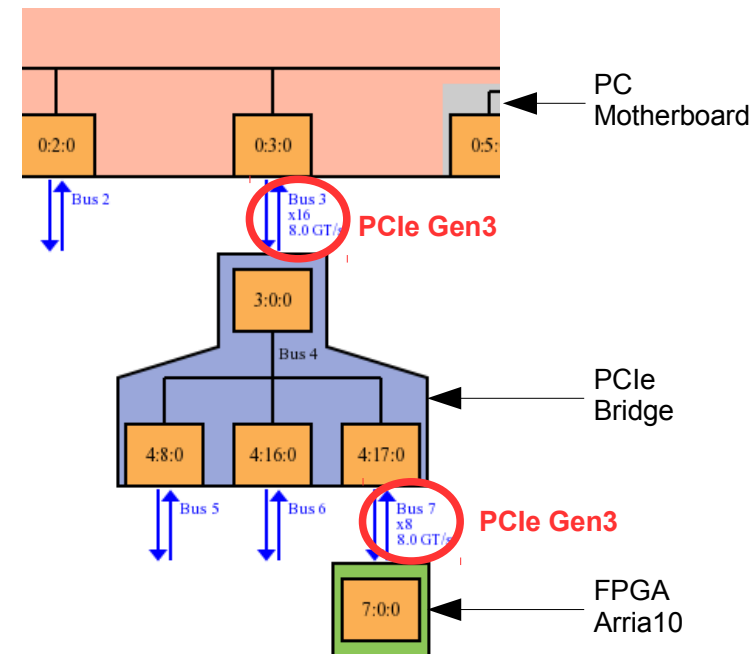 PC
Motherboard
0:2:0
0:3:0
0:5:
Bus 2
Bus 3
x16
8.0 GT/s
PCIe Gen3
3:0:0
Bus 4
PCIe
Bridge
4:8:0
4:16:0
4:17:0
Bus 5
Bus 6
Bus 7
x8
8.0 GT/s
PCIe Gen3
FPGA
Arria10
7:0:0